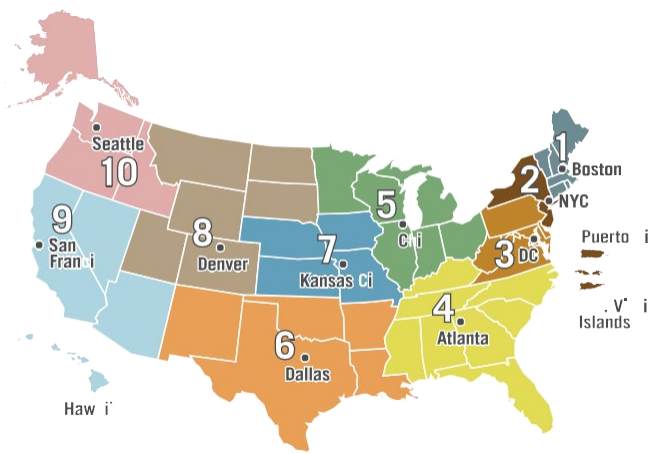 1
Boston
2
NYC
Seattle
10
5
9
San
8
Denver
7
Kansas
3
DC
Puerto
4
Atlanta
Islands
6
Dallas